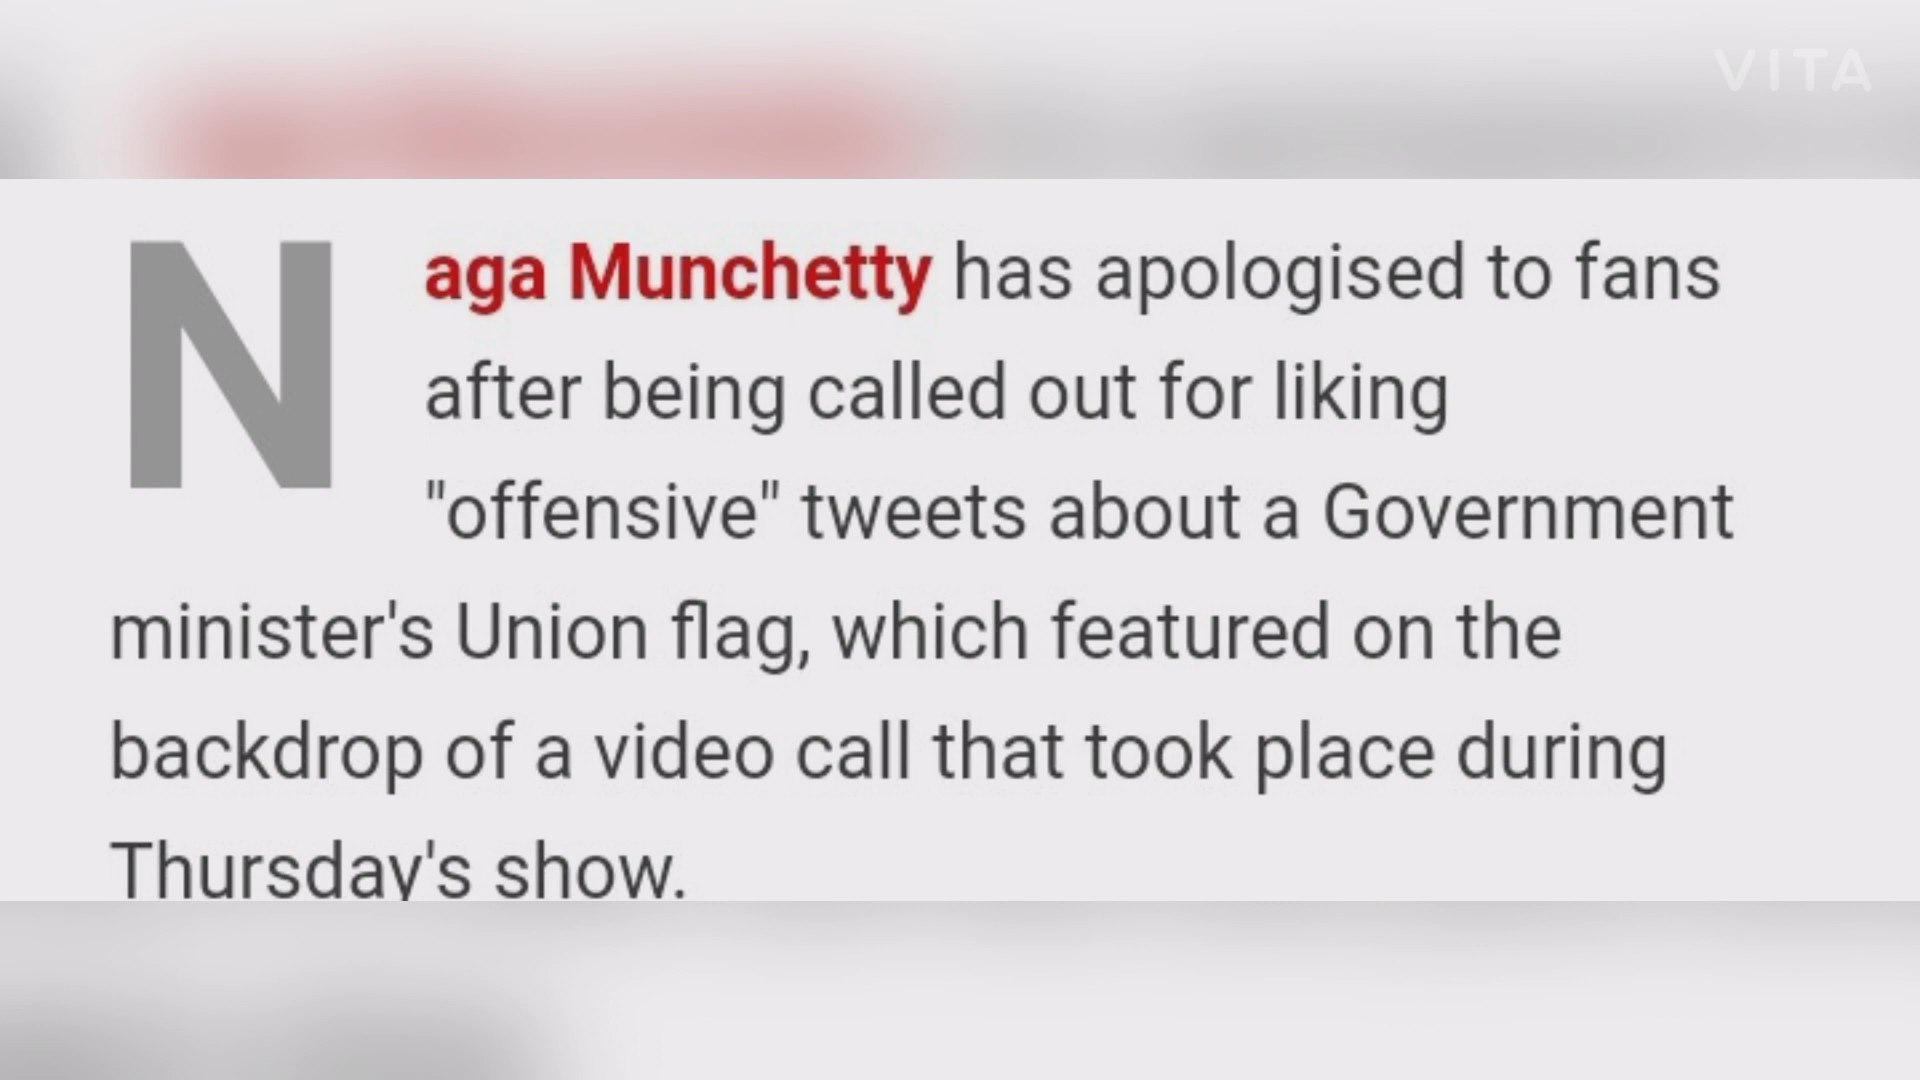 VITA
Naga Munchetty has apologised to fans
after being called out for liking
"offensive" tweets about a Government
minister's Union flag, which featured on the
backdrop of a video call that took place during
Thursday's show.